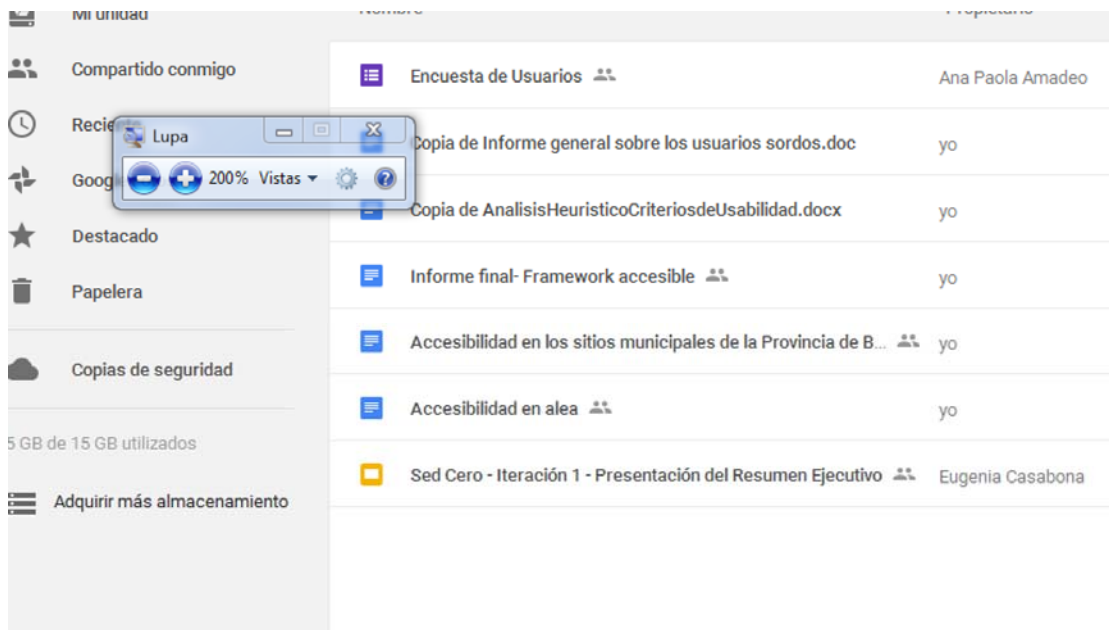 Mi unidad
Compartido conmigo
Lupa
200% Vistas
Destacado
Papelera
Copias de seguridad
5 GB de 15 GB utilizados
Adquirir más almacenamiento
Encuesta de Usuarios Ana Paola Amadeo
Copia de Informe general sobre los usuarios sordos.doc yo
Copia de AnalisisHeuristicoCriteriosdeUsabilidad.docx yo
Informe final- Framework accesible yo
Accesibilidad en los sitios municipales de la Provincia de B... yo
Accesibilidad en alea yo
Sed Cero - Iteración 1 - Presentación del Resumen Ejecutivo Eugenia Casabona